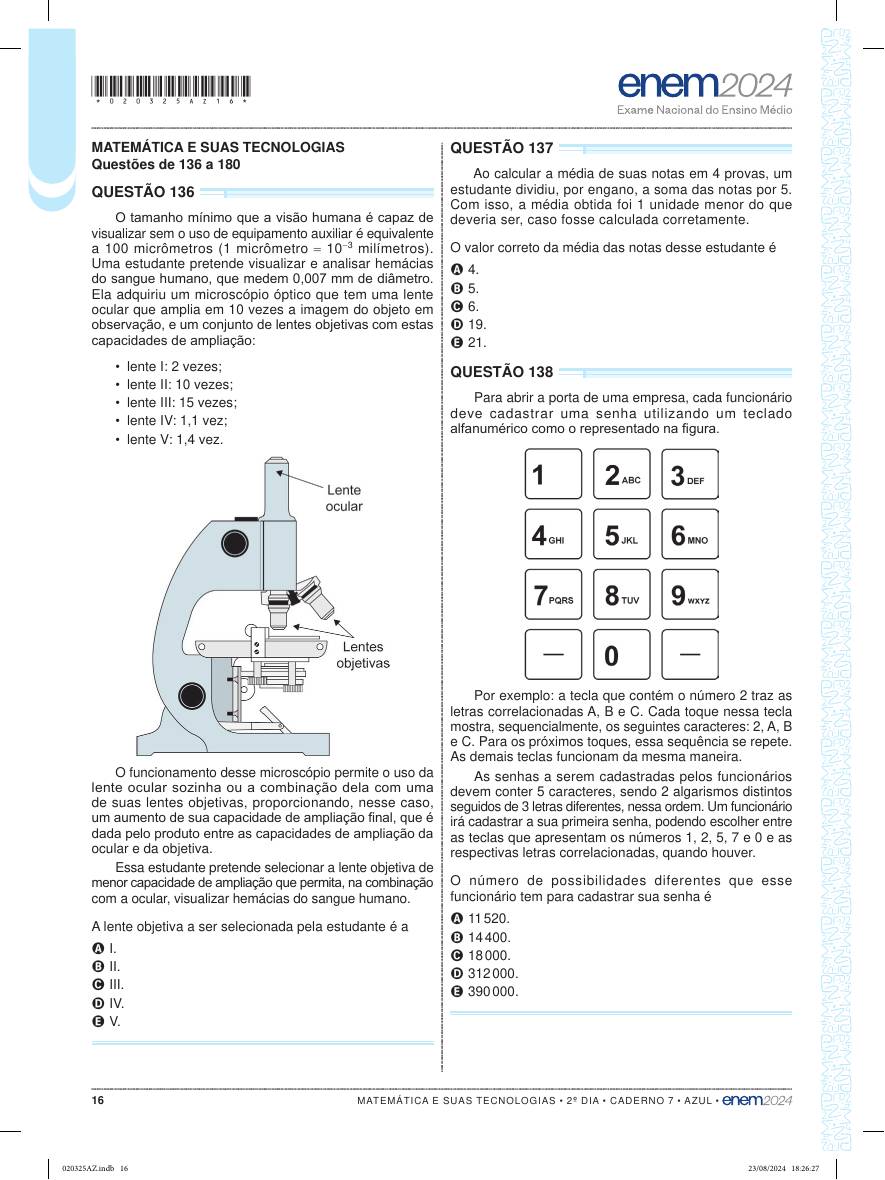 *020325AZ16*
enem2024
Exame Nacional do Ensino Médio
MATEMÁTICA E SUAS TECNOLOGIAS
Questões de 136 a 180
QUESTÃO 136
O tamanho mínimo que a visão humana é capaz de
visualizar sem o uso de equipamento auxiliar é equivalente
a 100 micrômetros (1 micrômetro = 10⁻³ milímetros).
Uma estudante pretende visualizar e analisar hemácias
do sangue humano, que medem 0,007 mm de diâmetro.
Ela adquiriu um microscópio óptico que tem uma lente
ocular que amplia em 10 vezes a imagem do objeto em
observação, e um conjunto de lentes objetivas com estas
capacidades de ampliação:
• lente I: 2 vezes;
• lente II: 10 vezes;
• lente III: 15 vezes;
• lente IV: 1,1 vez;
• lente V: 1,4 vez.
Lente
ocular
Lentes
objetivas
O funcionamento desse microscópio permite o uso da
lente ocular sozinha ou a combinação dela com uma
de suas lentes objetivas, proporcionando, nesse caso,
um aumento de sua capacidade de ampliação final, que é
dada pelo produto entre as capacidades de ampliação da
ocular e da objetiva.
Essa estudante pretende selecionar a lente objetiva de
menor capacidade de ampliação que permita, na combinação
com a ocular, visualizar hemácias do sangue humano.
A lente objetiva a ser selecionada pela estudante é a
A I.
B II.
C III.
D IV.
E V.
QUESTÃO 137
Ao calcular a média de suas notas em 4 provas, um
estudante dividiu, por engano, a soma das notas por 5.
Com isso, a média obtida foi 1 unidade menor do que
deveria ser, caso fosse calculada corretamente.
O valor correto da média das notas desse estudante é
A 4.
B 5.
C 6.
D 19.
E 21.
QUESTÃO 138
Para abrir a porta de uma empresa, cada funcionário
deve cadastrar uma senha utilizando um teclado
alfanumérico como o representado na figura.
1 2 ABC 3 DEF
4 GHI 5 JKL 6 MNO
7 PQRS 8 TUV 9 WXYZ
— 0 —
Por exemplo: a tecla que contém o número 2 traz as
letras correlacionadas A, B e C. Cada toque nessa tecla
mostra, sequencialmente, os seguintes caracteres: 2, A, B
e C. Para os próximos toques, essa sequência se repete.
As demais teclas funcionam da mesma maneira.
As senhas a serem cadastradas pelos funcionários
devem conter 5 caracteres, sendo 2 algarismos distintos
seguidos de 3 letras diferentes, nessa ordem. Um funcionário
irá cadastrar a sua primeira senha, podendo escolher entre
as teclas que apresentam os números 1, 2, 5, 7 e 0 e as
respectivas letras correlacionadas, quando houver.
O número de possibilidades diferentes que esse
funcionário tem para cadastrar sua senha é
A 11 520.
B 14 400.
C 18 000.
D 312 000.
E 390 000.
16
MATEMÁTICA E SUAS TECNOLOGIAS • 2º DIA • CADERNO 7 • AZUL • enem2024
020325AZ.indb 16
23/08/2024 18:26:27